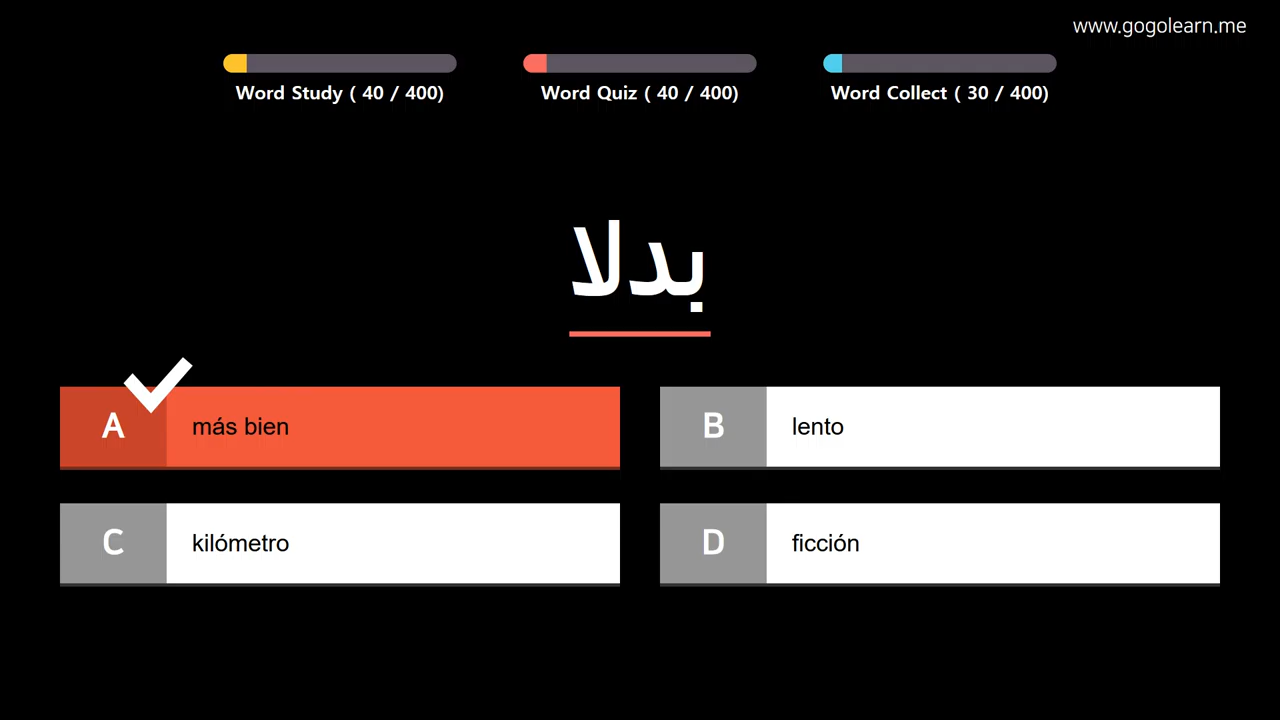 www.gogolearn.me
Word Study ( 40 / 400)
Word Quiz ( 40 / 400)
Word Collect ( 30 / 400)
بدلا
A más bien
B lento
C kilómetro
D ficción